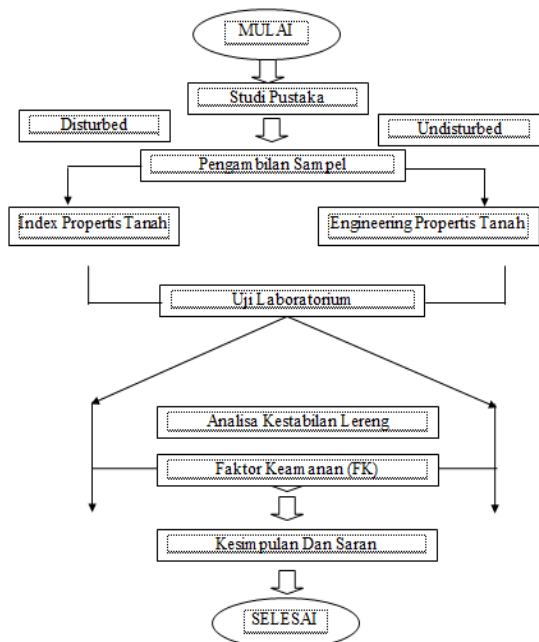 MULAI
Studi Pustaka
Disturbed
Undisturbed
Pengambilan Sampel
Index Propertis Tanah
Engineering Propertis Tanah
Uji Laboratorium
Analisa Kestabilan Lereng
Faktor Keamanan (FK)
Kesimpulan Dan Saran
SELESAI